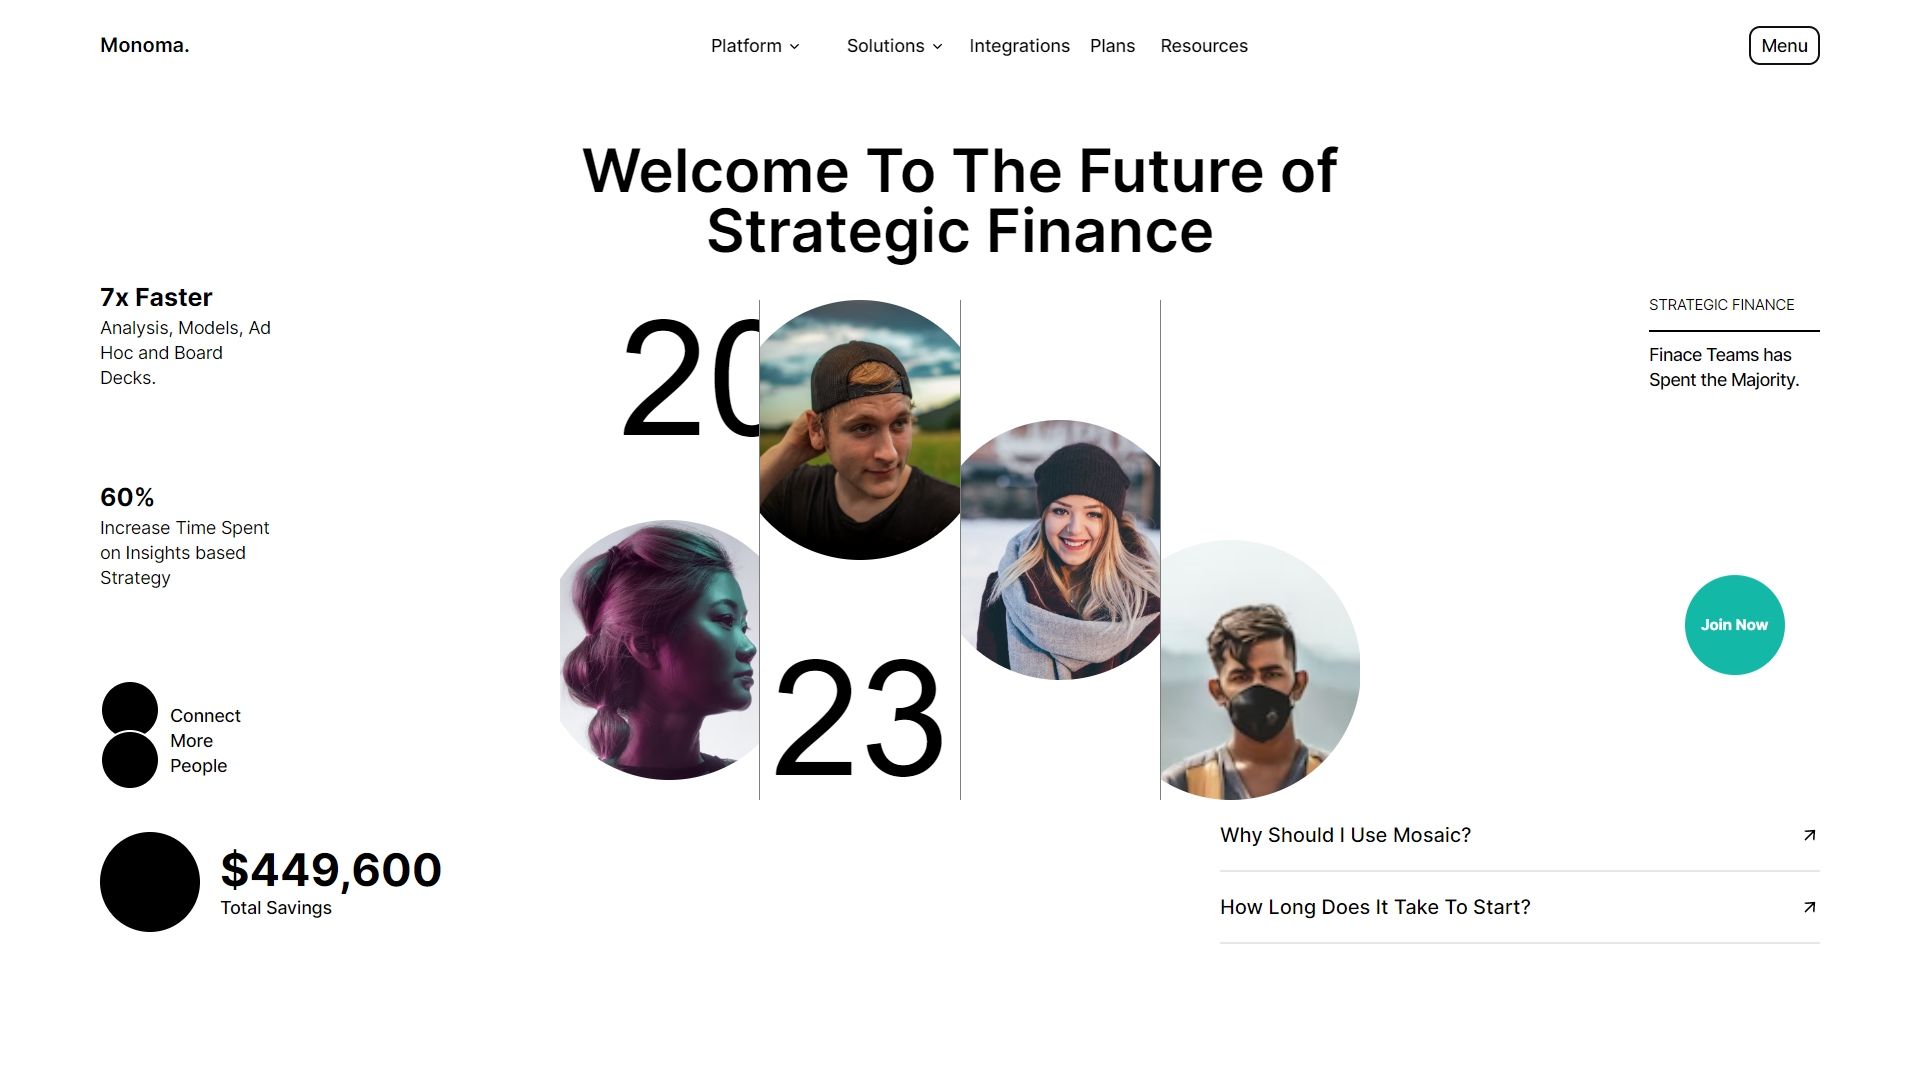 Monoma.
Platform
Solutions
Integrations
Plans
Resources
Menu
Welcome To The Future of
Strategic Finance
7x Faster
Analysis, Models, Ad
Hoc and Board
Decks.
60%
Increase Time Spent
on Insights based
Strategy
Connect
More
People
$449,600
Total Savings
20
23
STRATEGIC FINANCE
Finace Teams has
Spent the Majority.
Join Now
Why Should I Use Mosaic?
How Long Does It Take To Start?